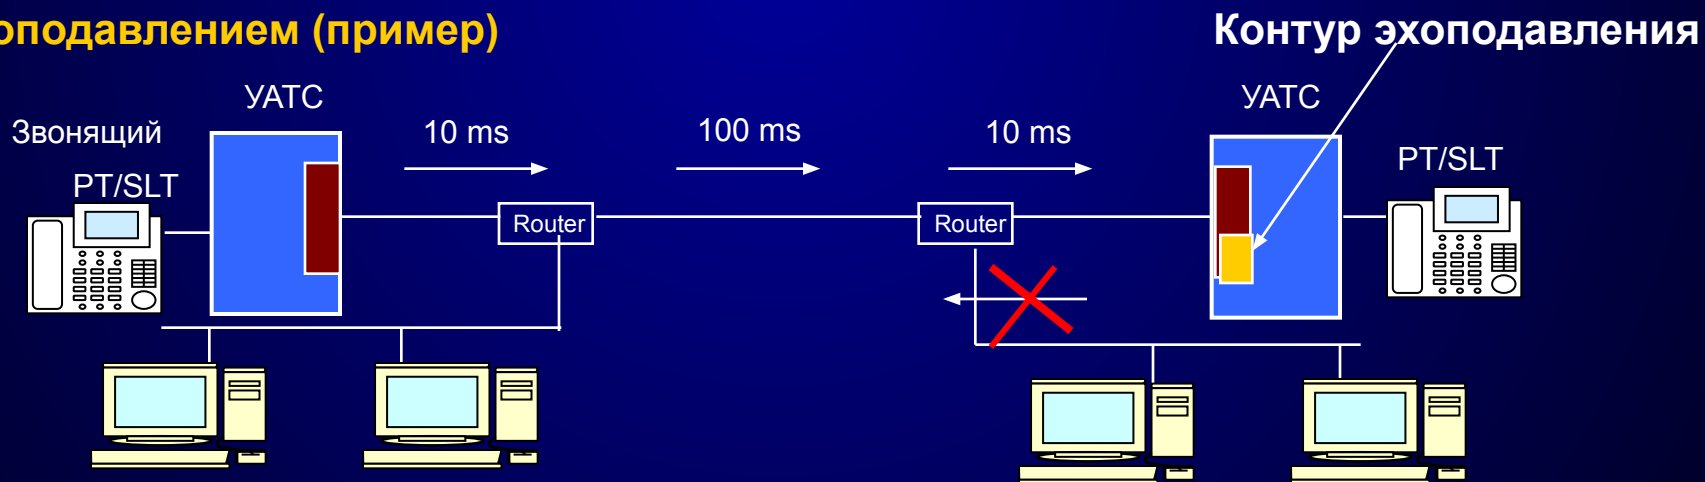 оподавлением (пример)
Контур эхоподавления
УАТС
УАТС
Звонящий
10 ms
100 ms
10 ms
PT/SLT
PT/SLT
Router
Router